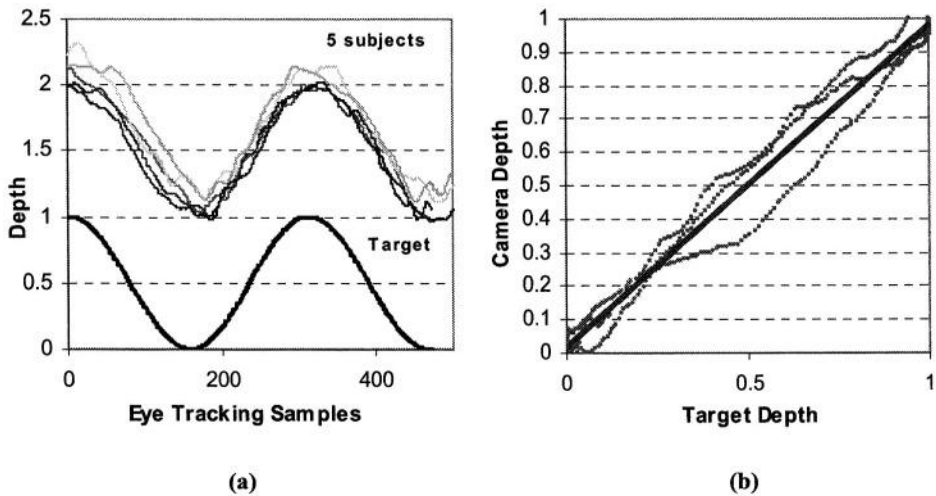 2.5
2
1.5
1
0.5
0
0
200
400
Depth
5 subjects
Target
Eye Tracking Samples
(a)
1
0.9
0.8
0.7
0.6
0.5
0.4
0.3
0.2
0.1
0
0
0.5
1
Camera Depth
Target Depth
(b)